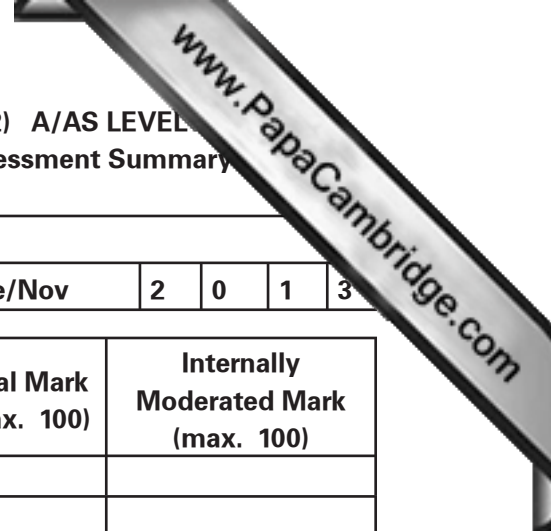 www.PapaCambridge.com
2) A/AS LEVEL
essment Summary
e/Nov 2 0 1 3
al Mark
x. 100)
Internally
Moderated Mark
(max. 100)